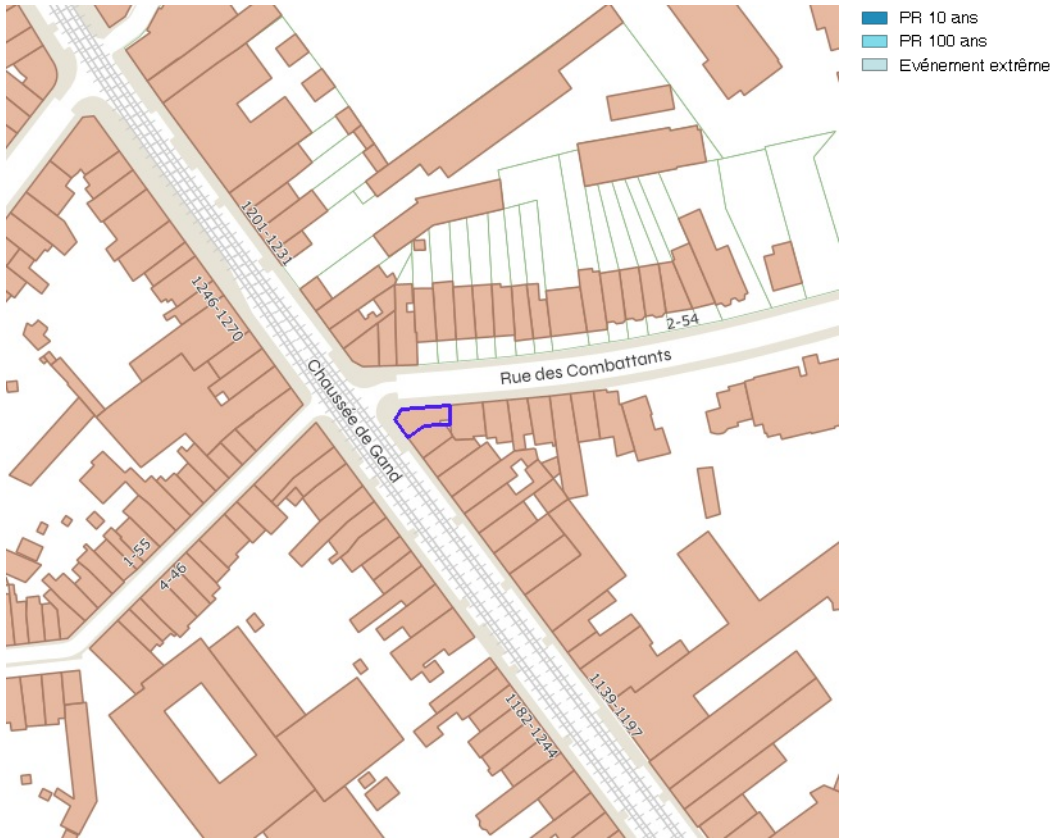 PR 10 ans
PR 100 ans
Evénement extrême
1201-1231
1246-1270
2-54
Rue des Combattants
Chaussée de Gand
1-55
4-46
1139-1197
1182-1244